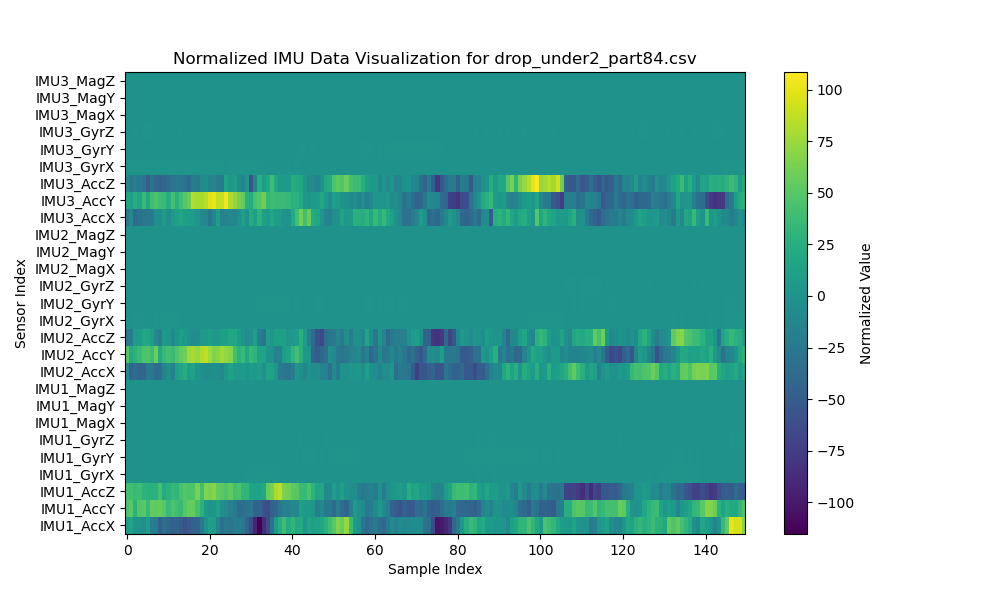 Normalized IMU Data Visualization for drop_under2_part84.csv
IMU3_MagZ
IMU3_MagY
IMU3_MagX
IMU3_GyrZ
IMU3_GyrY
IMU3_GyrX
IMU3_AccZ
IMU3_AccY
IMU3_AccX
IMU2_MagZ
IMU2_MagY
IMU2_MagX
IMU2_GyrZ
IMU2_GyrY
IMU2_GyrX
IMU2_AccZ
IMU2_AccY
IMU2_AccX
IMU1_MagZ
IMU1_MagY
IMU1_MagX
IMU1_GyrZ
IMU1_GyrY
IMU1_GyrX
IMU1_AccZ
IMU1_AccY
IMU1_AccX
Sensor Index
0 20 40 60 80 100 120 140
Sample Index
100
75
50
25
0
−25
−50
−75
−100
Normalized Value